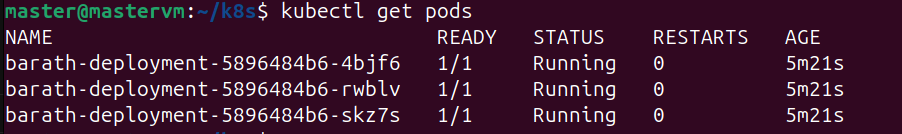 master@mastervm:~/k8s$ kubectl get pods
NAME READY STATUS RESTARTS AGE
barath-deployment-5896484b6-4bjf6 1/1 Running 0 5m21s
barath-deployment-5896484b6-rwblv 1/1 Running 0 5m21s
barath-deployment-5896484b6-skz7s 1/1 Running 0 5m21s